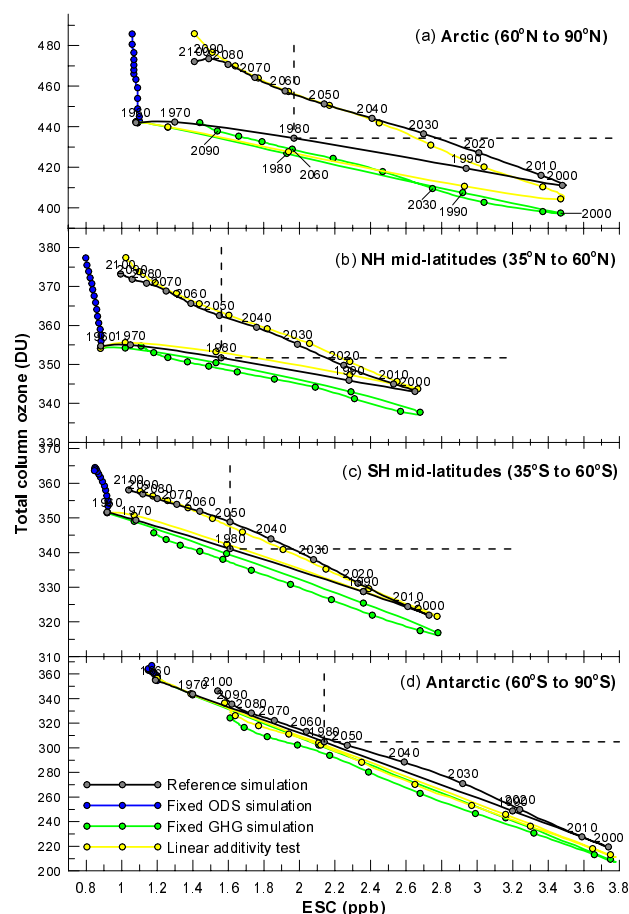 (a) Arctic (60°N to 90°N)
480
460
440
420
400
2100 2090 2080 2070 2060 2050 2040 2030 2020 2010 2000
1960 1970 1980 1990
2090 1980 2060 2030 1990 2000
(b) NH mid-latitudes (35°N to 60°N)
380
370
360
350
340
330
2100 2090 2080 2070 2060 2050 2040 2030 2020 2010 2000
1960 1970 1980 1990
Total column ozone (DU)
(c) SH mid-latitudes (35°S to 60°S)
370
360
350
340
330
320
310
2100 2090 2080 2070 2060 2050 2040 2030 2020 2010 2000
1960 1970 1980 1990
(d) Antarctic (60°S to 90°S)
360
340
320
300
280
260
240
220
200
2100 2090 2080 2070 2060 2050 2040 2030 2020 2010 2000
1960 1970 1980 1990
Reference simulation
Fixed ODS simulation
Fixed GHG simulation
Linear additivity test
0.8 1 1.2 1.4 1.6 1.8 2 2.2 2.4 2.6 2.8 3 3.2 3.4 3.6 3.8
ESC (ppb)